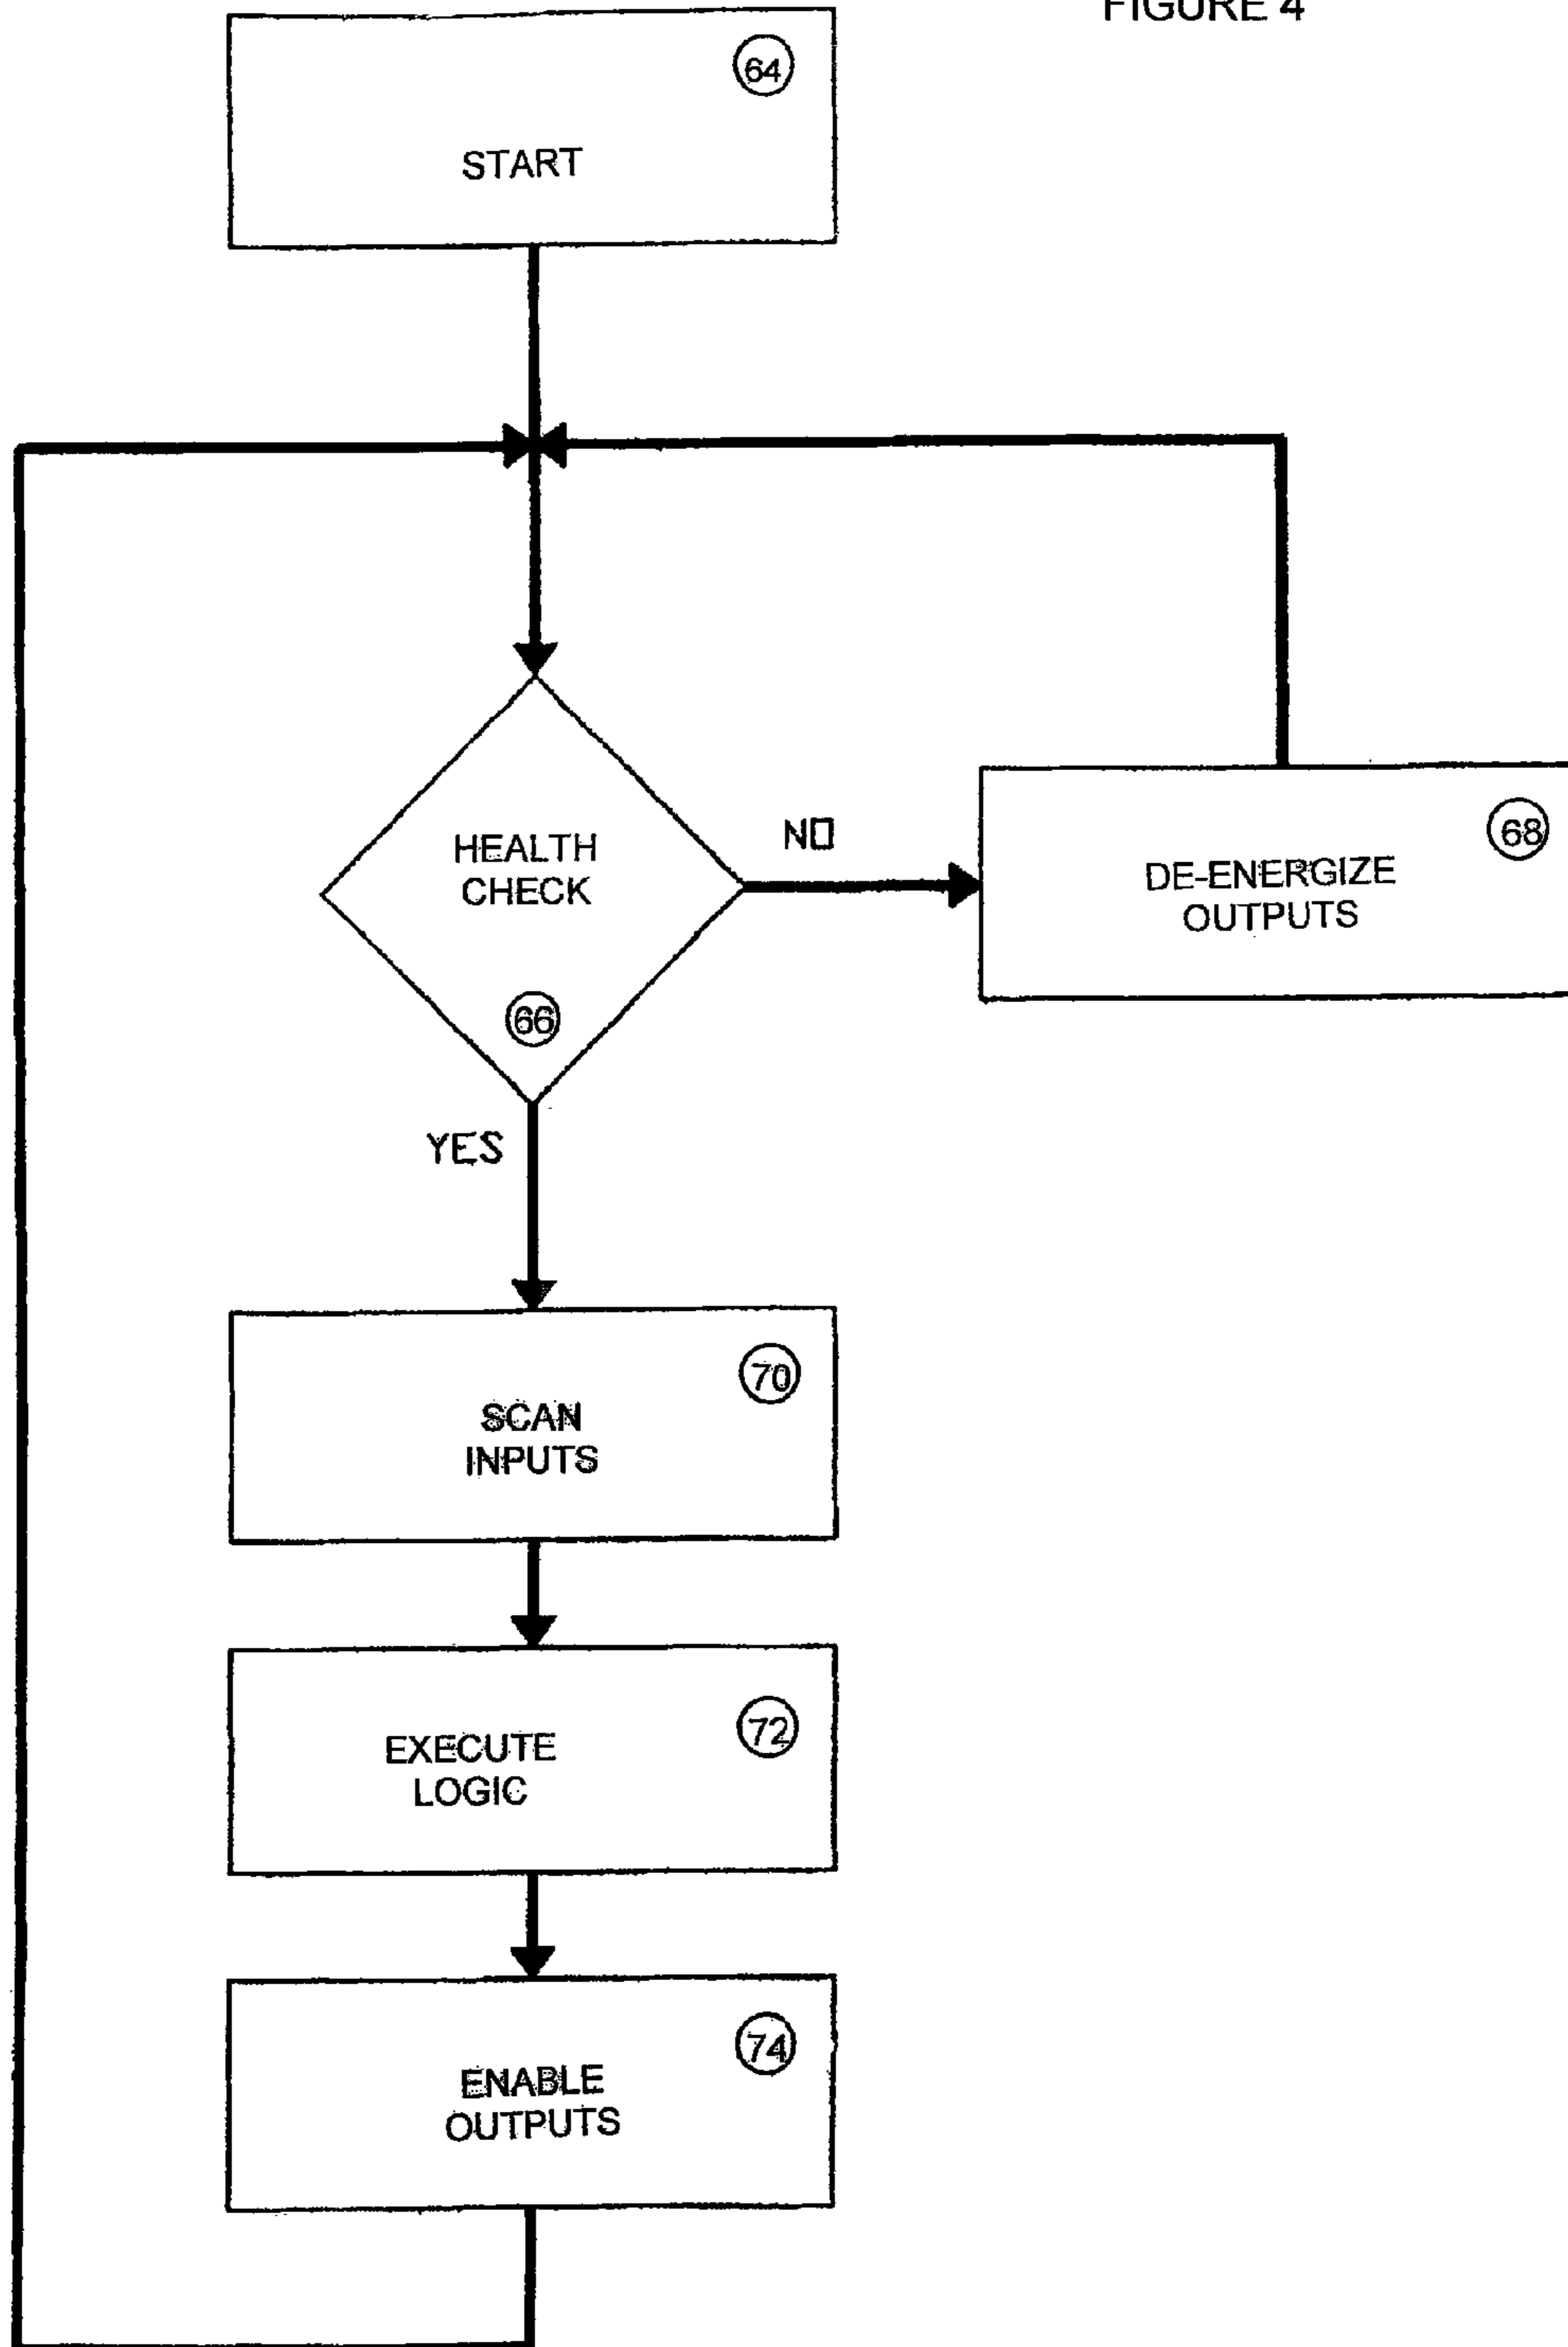 FIGURE 4
64
START
HEALTH
CHECK
66
NO
68
DE-ENERGIZE
OUTPUTS
YES
70
SCAN
INPUTS
72
EXECUTE
LOGIC
74
ENABLE
OUTPUTS